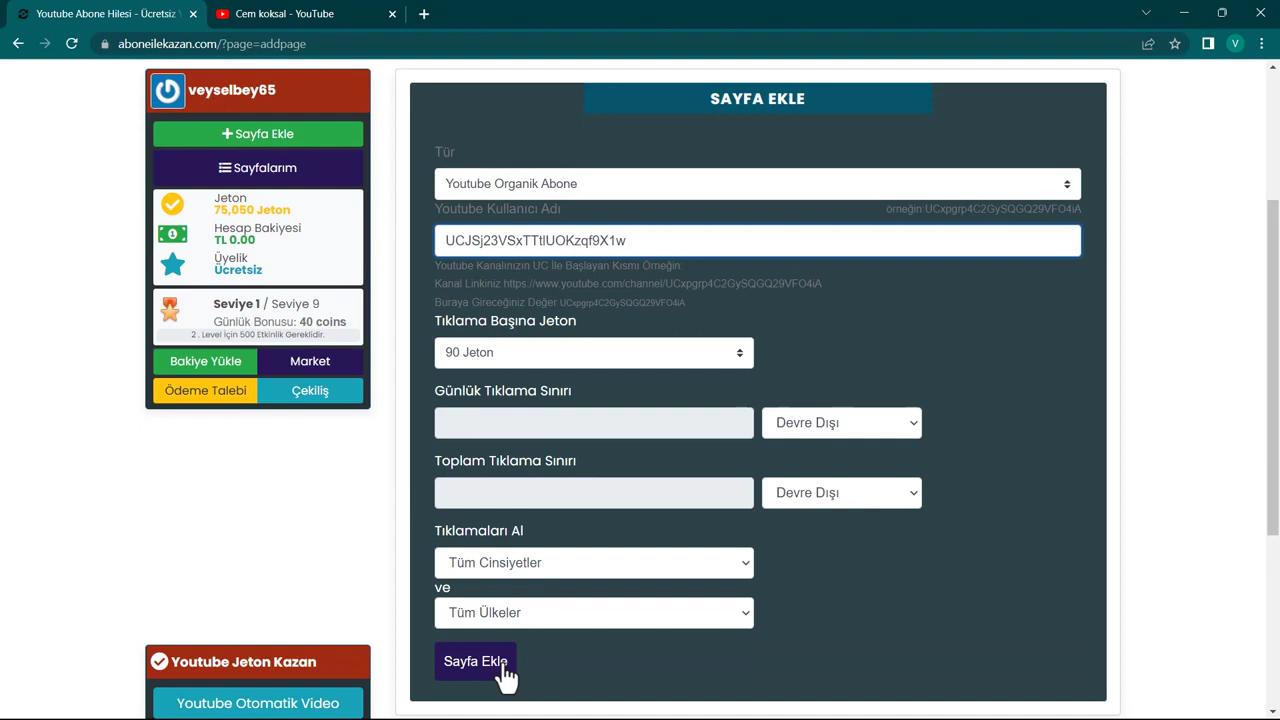 Youtube Abone Hilesi - Ücretsiz
Cem koksal - YouTube
aboneilekazan.com/?page=addpage
V
veyselbey65
Sayfa Ekle
Sayfalarım
Jeton
75,050 Jeton
Hesap Bakiyesi
TL 0.00
Üyelik
Ücretsiz
Seviye 1 / Seviye 9
Günlük Bonusu: 40 coins
2 . Level İçin 500 Etkinlik Gereklidir.
Bakiye Yükle
Market
Ödeme Talebi
Çekiliş
Youtube Jeton Kazan
Youtube Otomatik Video
SAYFA EKLE
Tür
Youtube Organik Abone
Youtube Kullanıcı Adı
örneğin:UCxpgrp4C2GySQGQ29VFO4iA
UCJSj23VSxTTtlUOKzqf9X1w
Youtube Kanalınızın UC İle Başlayan Kısmı Örneğin:
Kanal Linkiniz https://www.youtube.com/channel/UCxpgrp4C2GySQGQ29VFO4iA
Buraya Gireceğiniz Değer UCxpgrp4C2GySQGQ29VFO4iA
Tıklama Başına Jeton
90 Jeton
Günlük Tıklama Sınırı
Devre Dışı
Toplam Tıklama Sınırı
Devre Dışı
Tıklamaları Al
Tüm Cinsiyetler
ve
Tüm Ülkeler
Sayfa Ekle